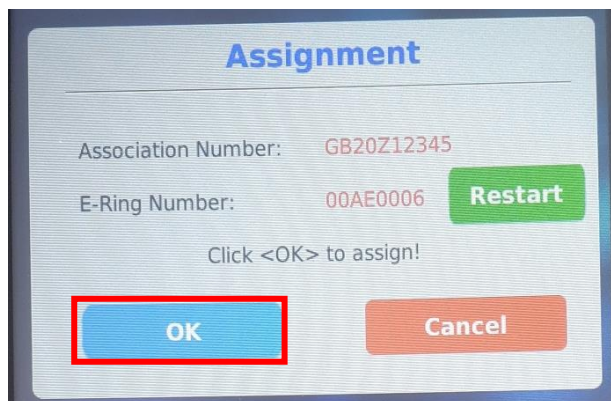 Assignment
Association Number: GB20Z12345
E-Ring Number: 00AE0006 Restart
Click <OK> to assign!
OK Cancel